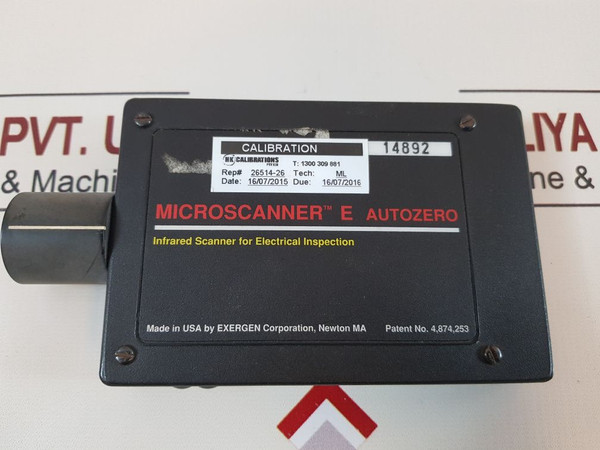 PVT. U
LIYA
& Machin
ne &
CALIBRATION
14892
CALIBRATIONS
T: 1300 309 881
Rep# 26514-26 Tech: ML
Date: 16/07/2015 Due: 16/07/2016
MICROSCANNER™ E AUTOZERO
Infrared Scanner for Electrical Inspection
Made in USA by EXERGEN Corporation, Newton MA Patent No. 4,874,253